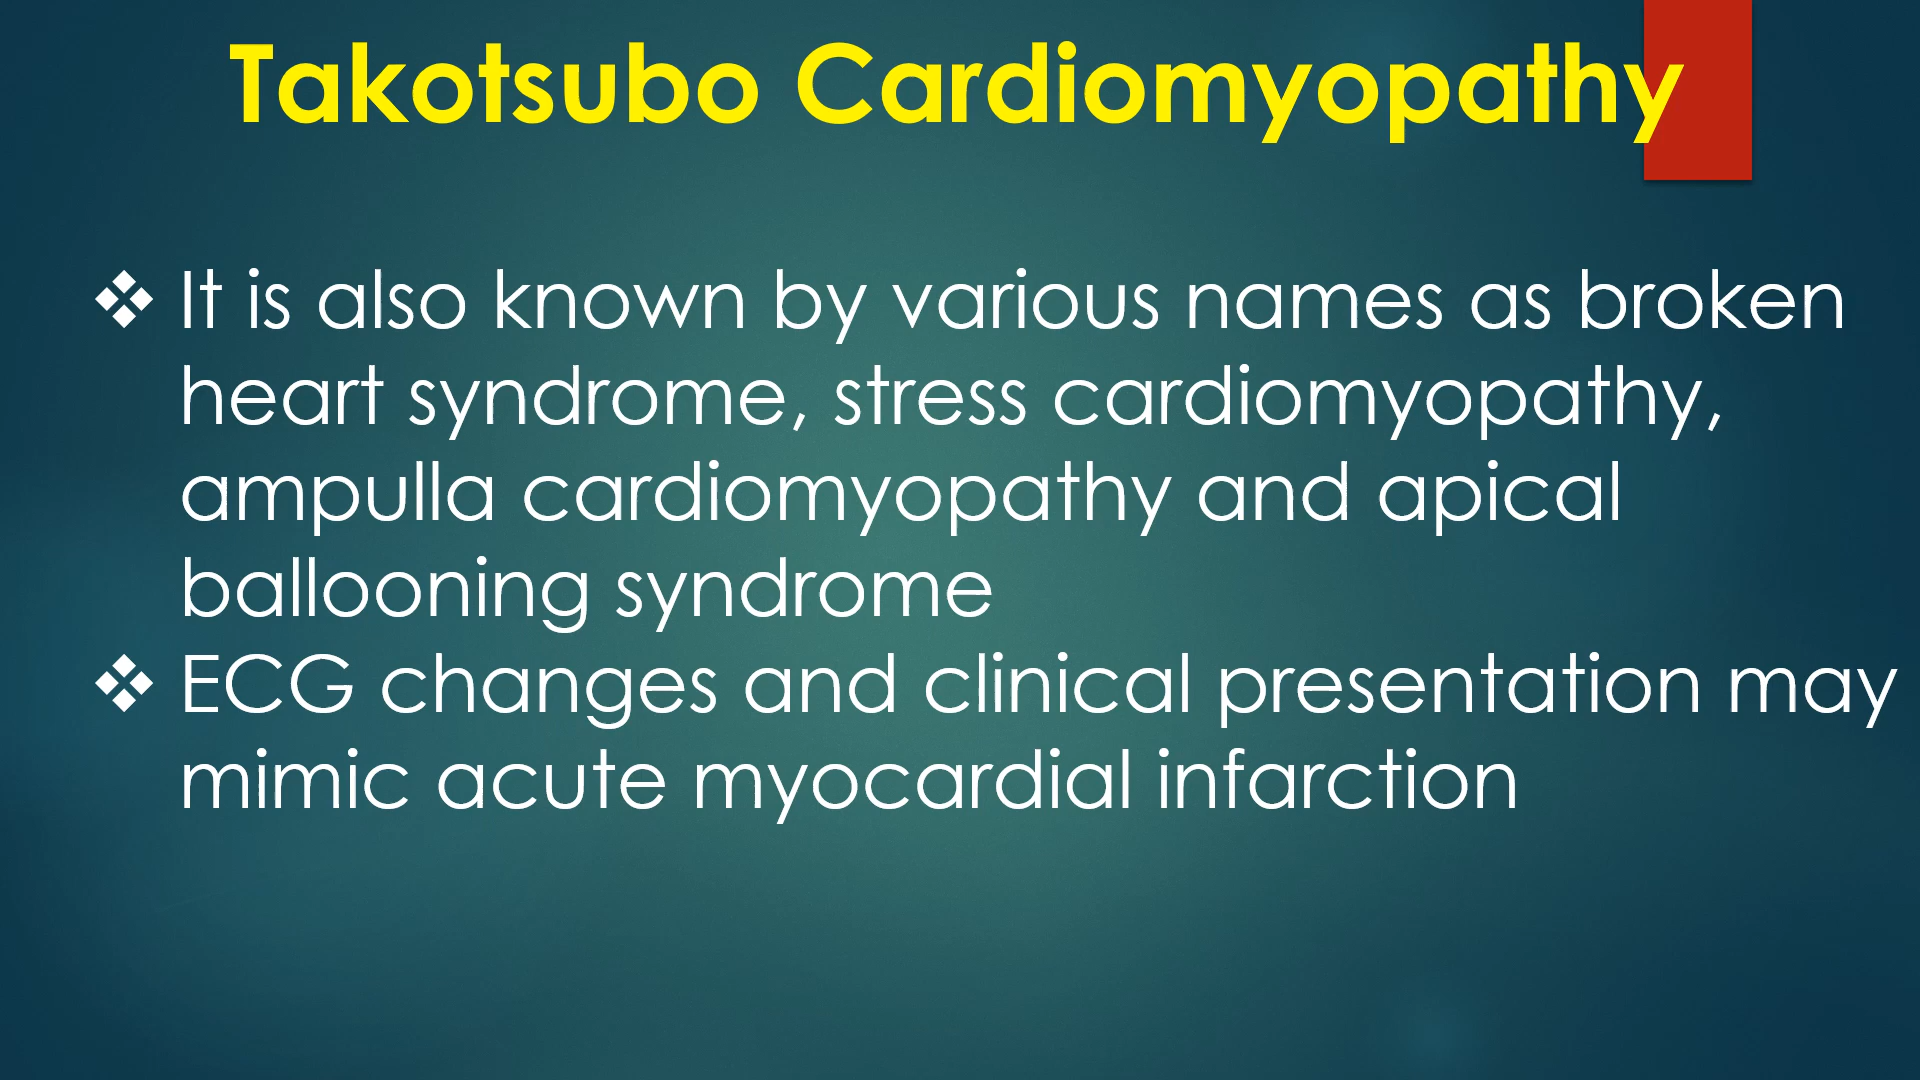 Takotsubo Cardiomyopathy
❖ It is also known by various names as broken
heart syndrome, stress cardiomyopathy,
ampulla cardiomyopathy and apical
ballooning syndrome
❖ ECG changes and clinical presentation may
mimic acute myocardial infarction